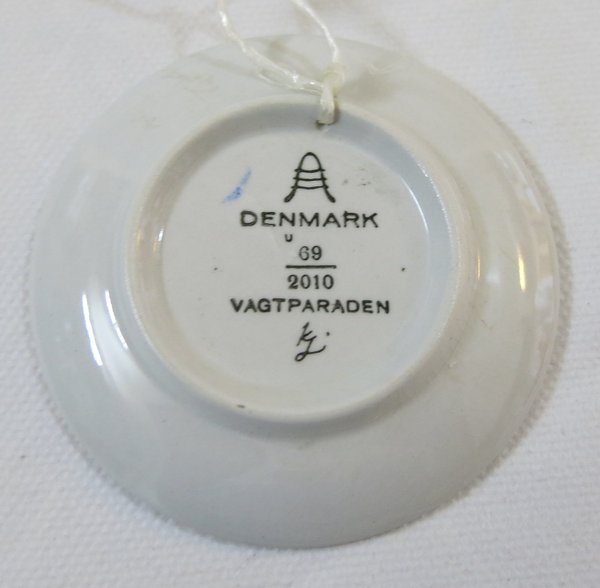 DENMARK
U
69
2010
VAGTPARADEN